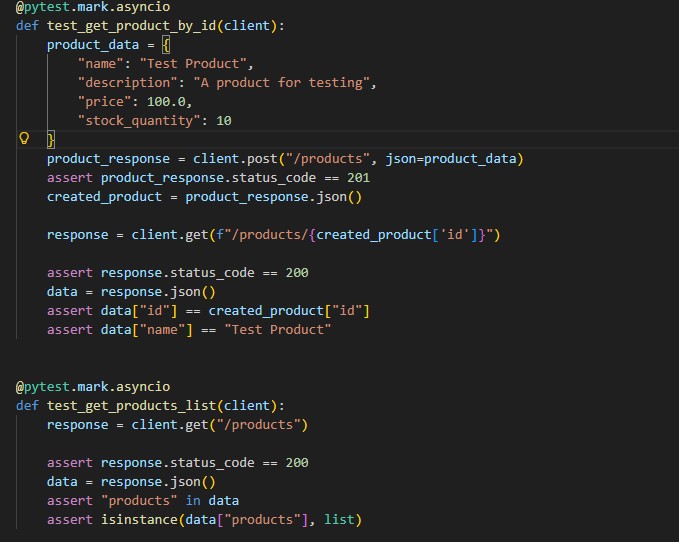 @pytest.mark.asyncio
def test_get_product_by_id(client):
    product_data = {
        "name": "Test Product",
        "description": "A product for testing",
        "price": 100.0,
        "stock_quantity": 10
    }
    product_response = client.post("/products", json=product_data)
    assert product_response.status_code == 201
    created_product = product_response.json()

    response = client.get(f"/products/{created_product['id']}")

    assert response.status_code == 200
    data = response.json()
    assert data["id"] == created_product["id"]
    assert data["name"] == "Test Product"


@pytest.mark.asyncio
def test_get_products_list(client):
    response = client.get("/products")

    assert response.status_code == 200
    data = response.json()
    assert "products" in data
    assert isinstance(data["products"], list)